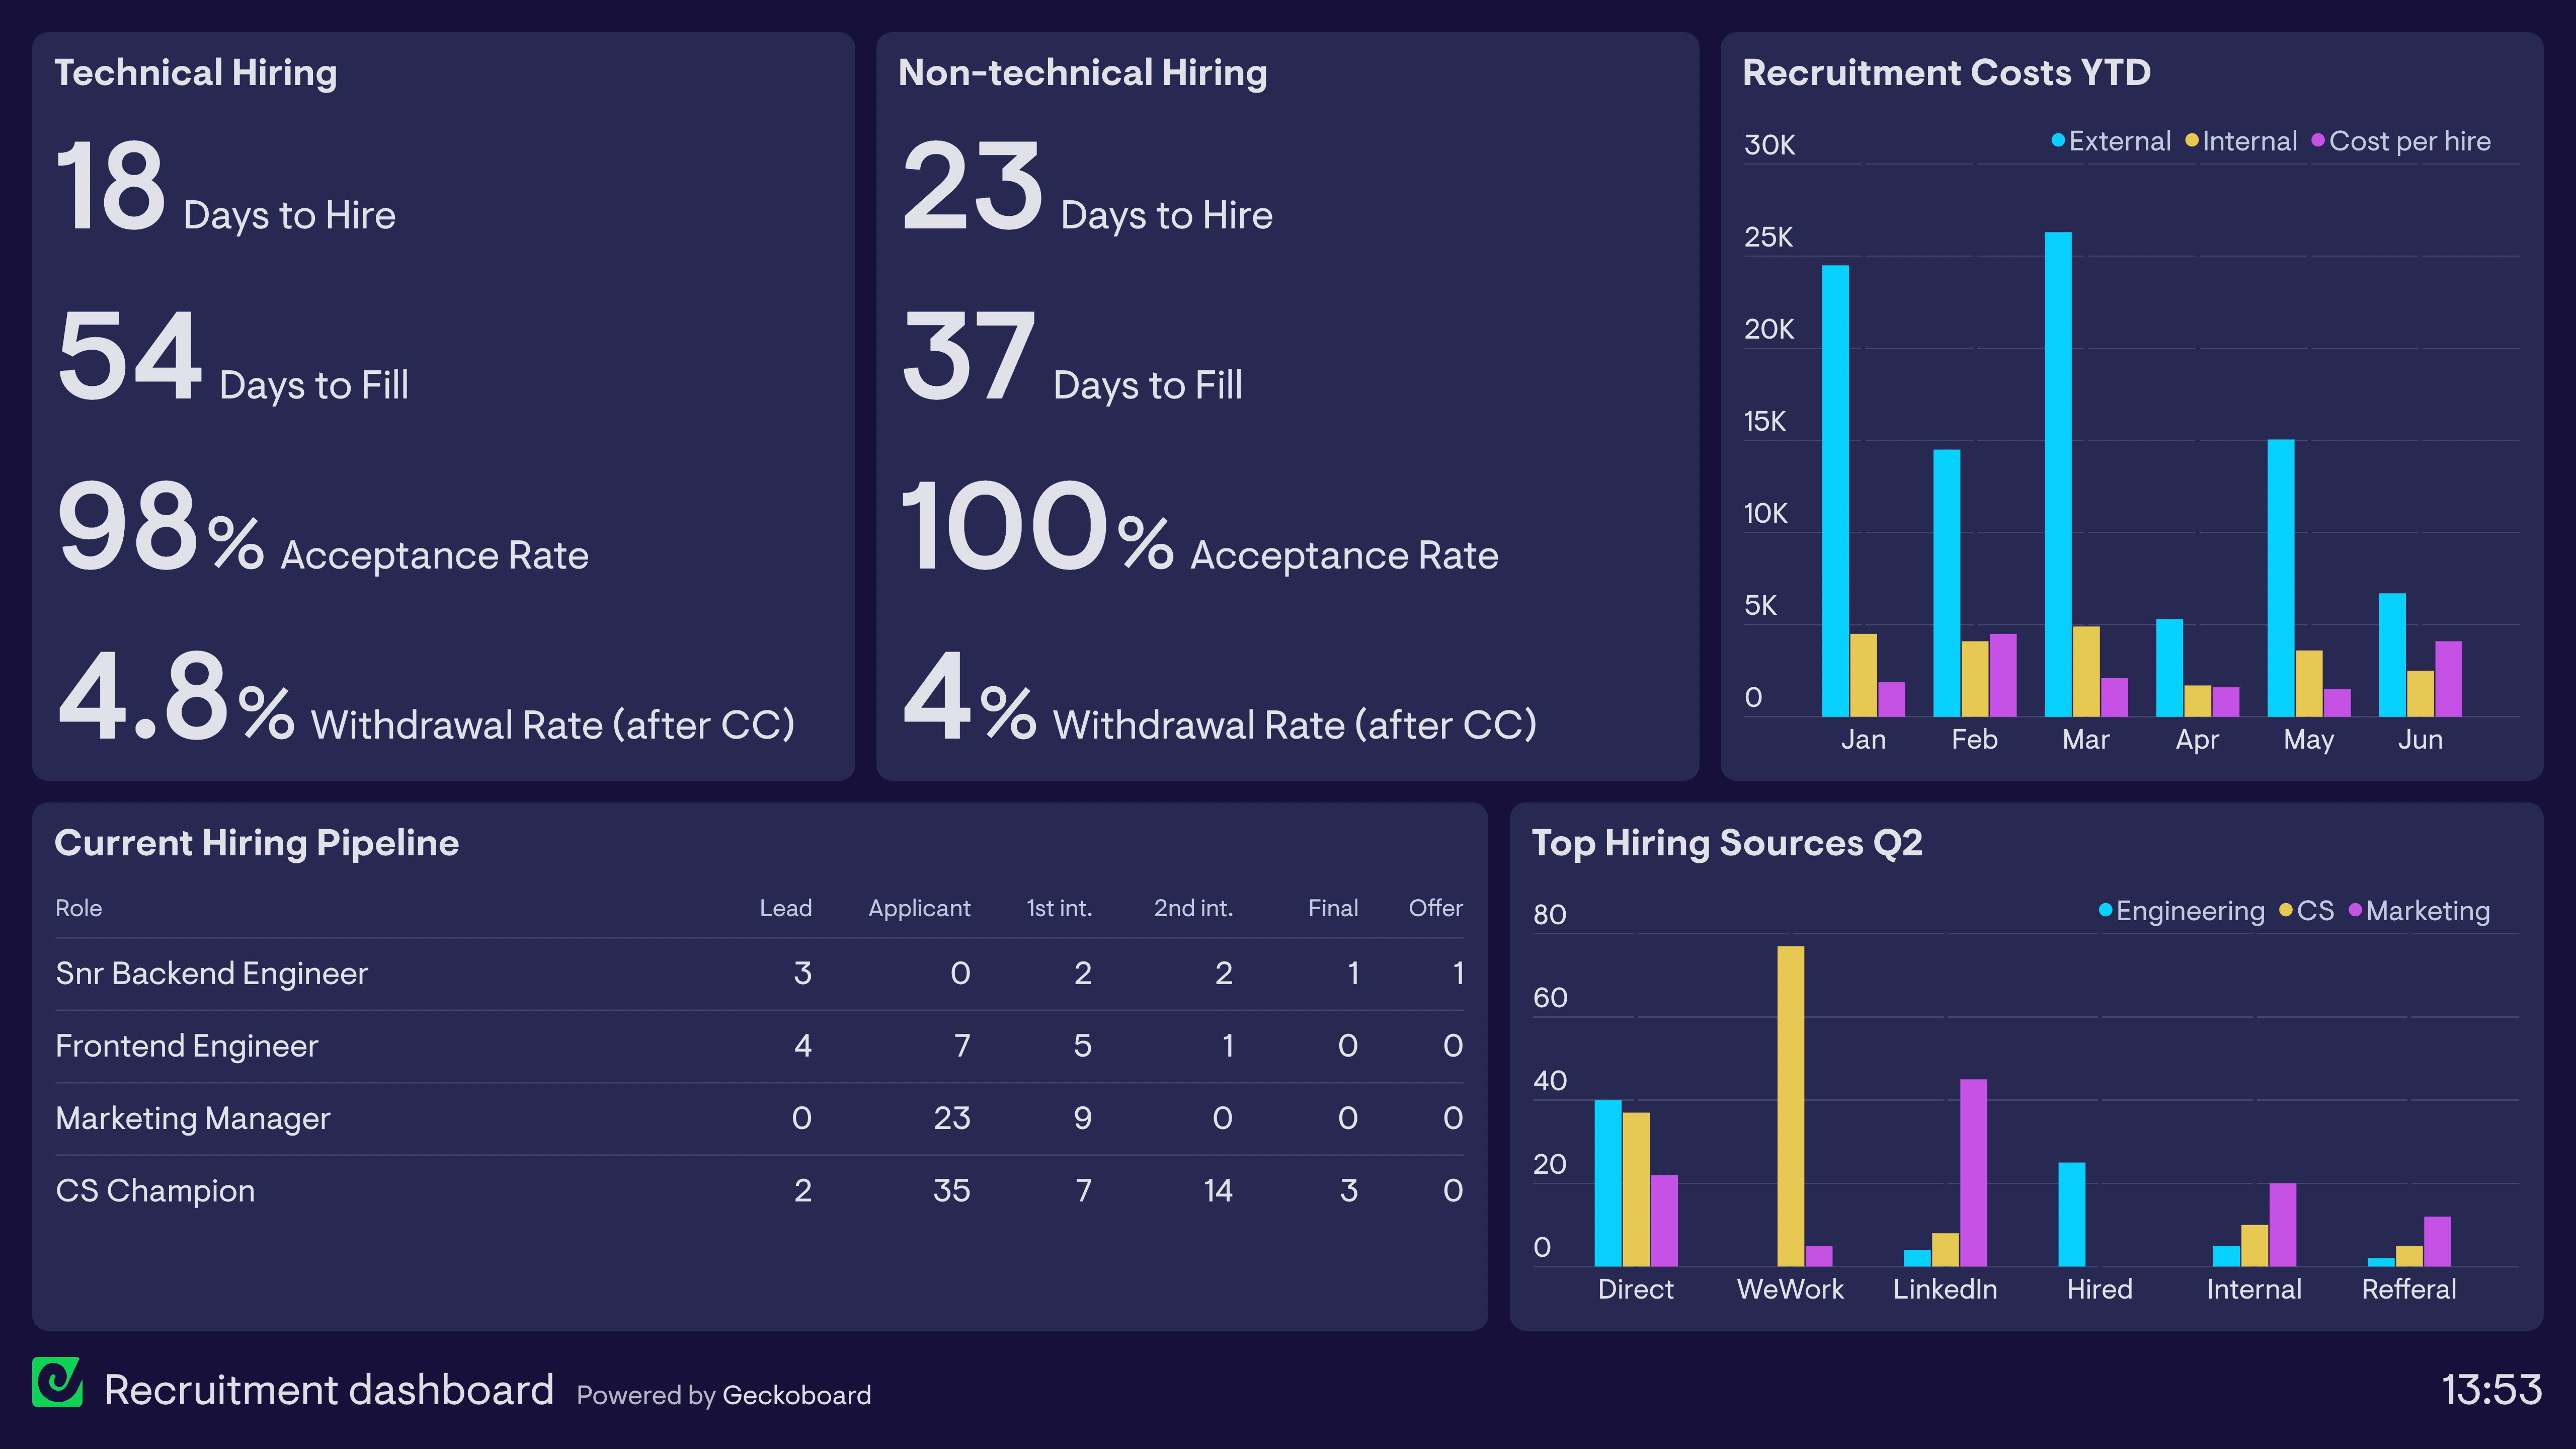 Technical Hiring
18 Days to Hire
54 Days to Fill
98% Acceptance Rate
4.8% Withdrawal Rate (after CC)
Non-technical Hiring
23 Days to Hire
37 Days to Fill
100% Acceptance Rate
4% Withdrawal Rate (after CC)
Recruitment Costs YTD
External Internal Cost per hire
30K
25K
20K
15K
10K
5K
0
Jan Feb Mar Apr May Jun
Current Hiring Pipeline
Role Lead Applicant 1st int. 2nd int. Final Offer
Snr Backend Engineer 3 0 2 2 1 1
Frontend Engineer 4 7 5 1 0 0
Marketing Manager 0 23 9 0 0 0
CS Champion 2 35 7 14 3 0
Top Hiring Sources Q2
Engineering CS Marketing
80
60
40
20
0
Direct WeWork LinkedIn Hired Internal Refferal
Recruitment dashboard Powered by Geckoboard
13:53